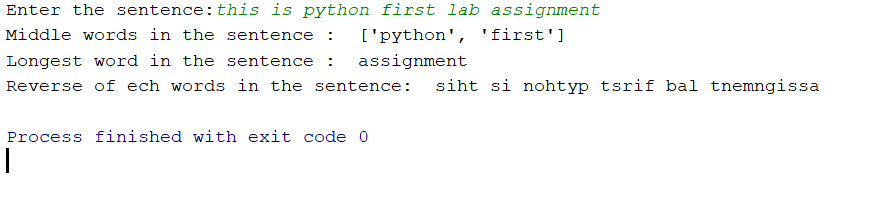 Enter the sentence:this is python first lab assignment
Middle words in the sentence :  ['python', 'first']
Longest word in the sentence :  assignment
Reverse of ech words in the sentence:  siht si nohtyp tsrif bal tnemngissa
Process finished with exit code 0